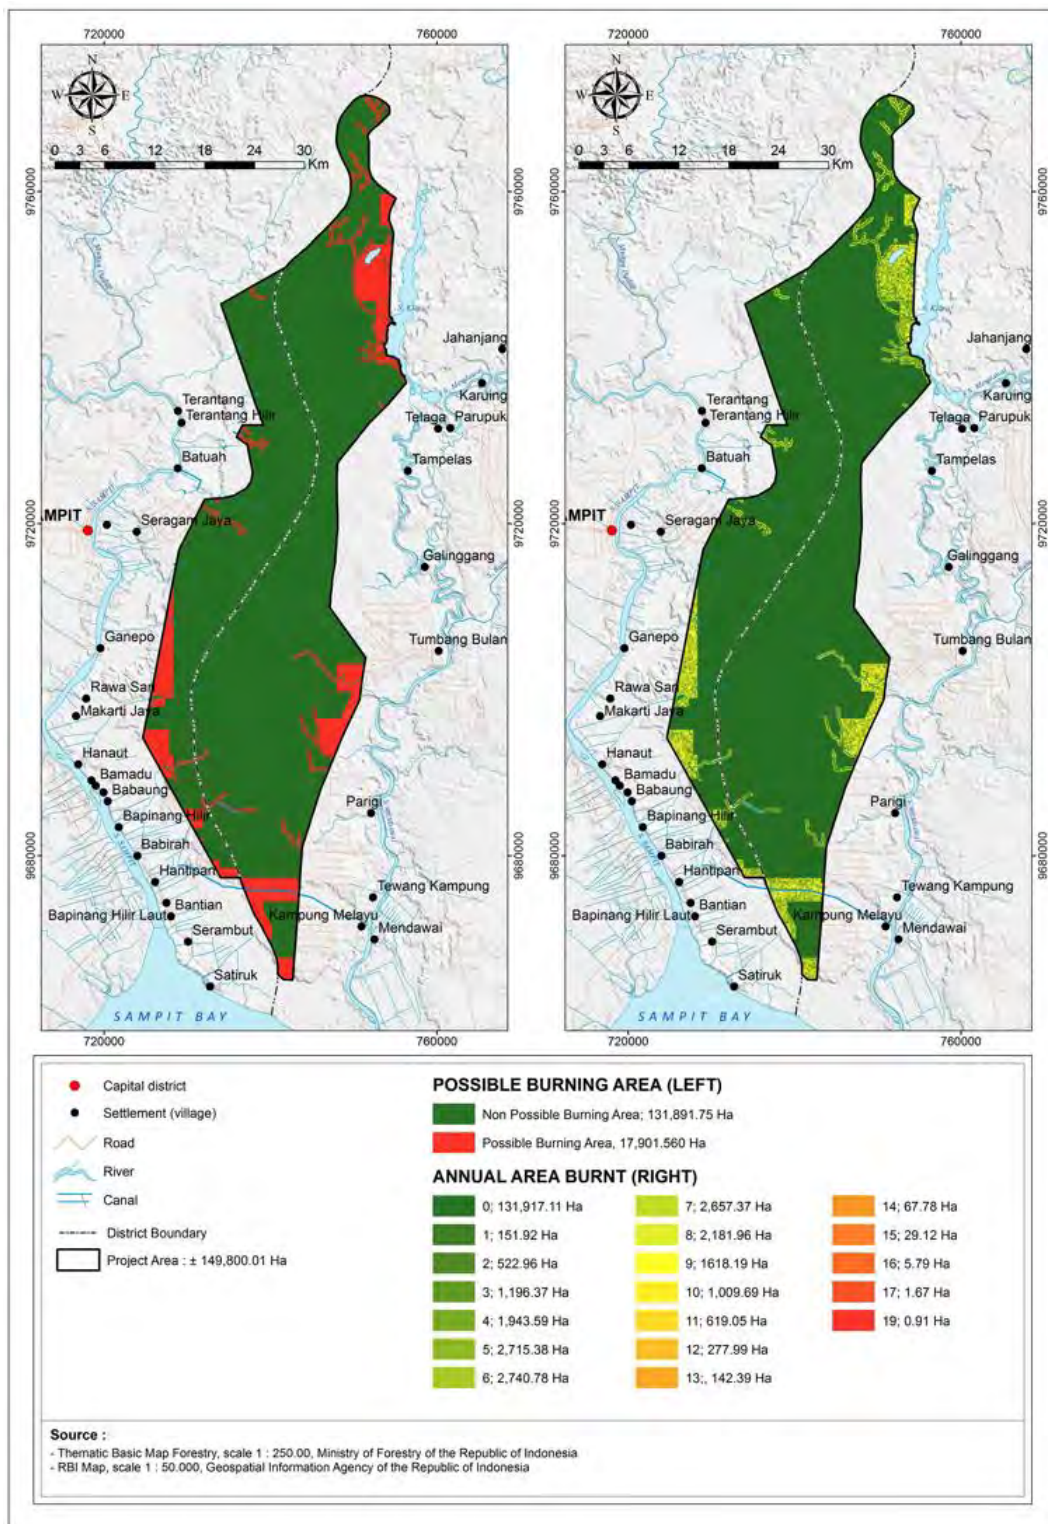 720000
760000
720000
760000
N
W
E
S
N
W
E
S
0 3 6 12 18 24 30
Km
0 3 6 12 18 24 30
Km
9760000
9760000
9760000
9760000
Jahanjang
Karuing
Terantang
Terantang Hilir
Telaga
Parupuk
Batuah
Tampelas
SAMPIT
9720000
.MPIT
Seragam Jaya
9720000
Galinggang
Ganepo
Tumbang Bulan
Rawa Sari
Makarti Jaya
Hanaut
Bamadu
Babaung
Parigi
Bapinang Hilir
9680000
Babirah
9680000
Hantipan
Tewang Kampung
Bantian
Bapinang Hilir Laut
Kampung Melayu
Serambut
Mendawai
Satiruk
SAMPIT BAY
720000
760000
Jahanjang
Karuing
Terantang
Terantang Hilir
Telaga
Parupuk
Batuah
Tampelas
SAMPIT
9720000
.MPIT
Seragam Jaya
9720000
Galinggang
Ganepo
Tumbang Bulan
Rawa Sari
Makarti Jaya
Hanaut
Bamadu
Babaung
Parigi
Bapinang Hilir
9680000
Babirah
9680000
Hantipan
Tewang Kampung
Bantian
Bapinang Hilir Laut
Kampung Melayu
Serambut
Mendawai
Satiruk
SAMPIT BAY
720000
760000
Capital district
Settlement (village)
Road
River
Canal
District Boundary
Project Area : ± 149,800.01 Ha
POSSIBLE BURNING AREA (LEFT)
Non Possible Burning Area; 131,891.75 Ha
Possible Burning Area, 17,901.560 Ha
ANNUAL AREA BURNT (RIGHT)
0; 131,917.11 Ha
1; 151.92 Ha
2; 522.96 Ha
3; 1,196.37 Ha
4; 1,943.59 Ha
5; 2,715.38 Ha
6; 2,740.78 Ha
7; 2,657.37 Ha
8; 2,181.96 Ha
9; 1618.19 Ha
10; 1,009.69 Ha
11; 619.05 Ha
12; 277.99 Ha
13;, 142.39 Ha
14; 67.78 Ha
15; 29.12 Ha
16; 5.79 Ha
17; 1.67 Ha
19; 0.91 Ha
Source :
- Thematic Basic Map Forestry, scale 1 : 250.00, Ministry of Forestry of the Republic of Indonesia
- RBI Map, scale 1 : 50.000, Geospatial Information Agency of the Republic of Indonesia